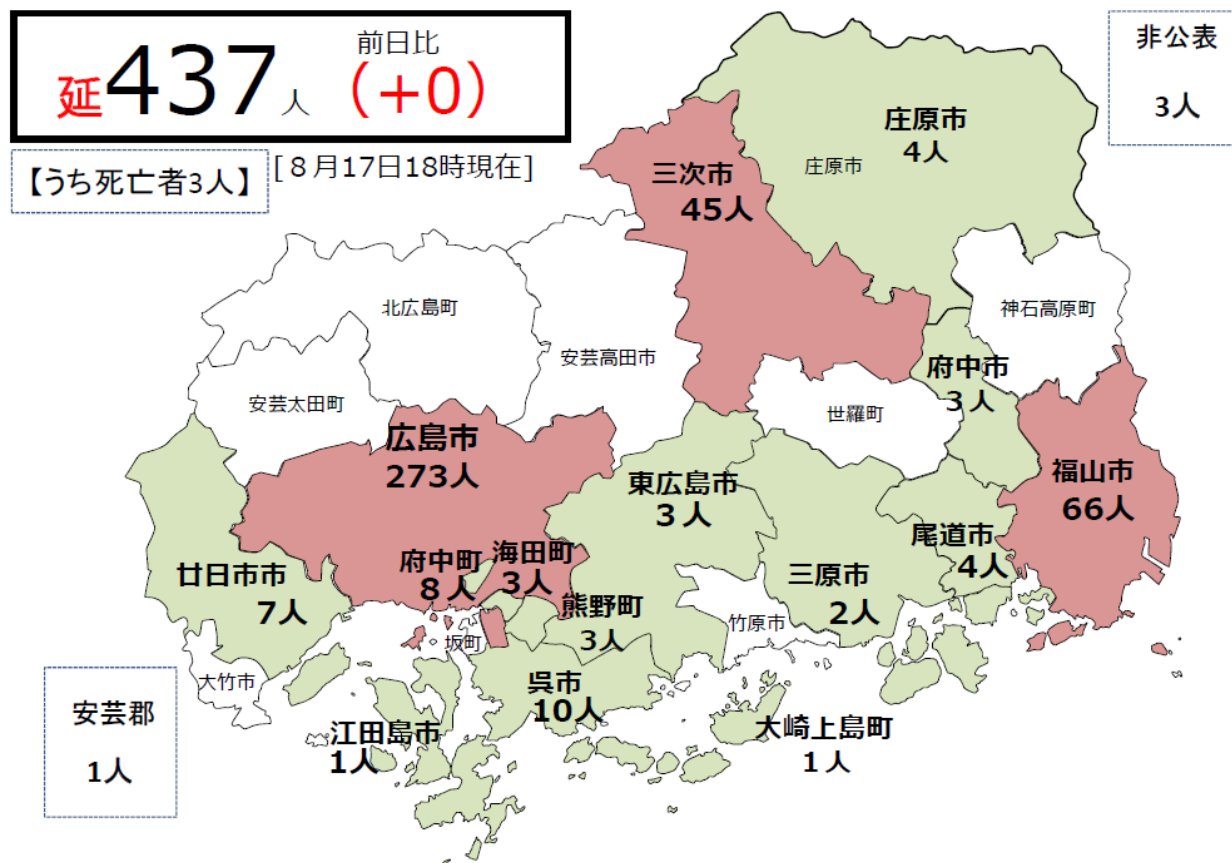 前日比
延437人 (+0)
【うち死亡者3人】
[８月17日18時現在]
非公表
3人
庄原市
4人
庄原市
三次市
45人
北広島町
神石高原町
安芸高田市
府中市
３人
安芸太田町
世羅町
広島市
273人
福山市
66人
東広島市
３人
尾道市
4人
府中町
8人
海田町
3人
廿日市市
7人
三原市
2人
熊野町
3人
竹原市
坂町
大竹市
呉市
10人
安芸郡
1人
江田島市
1人
大崎上島町
１人